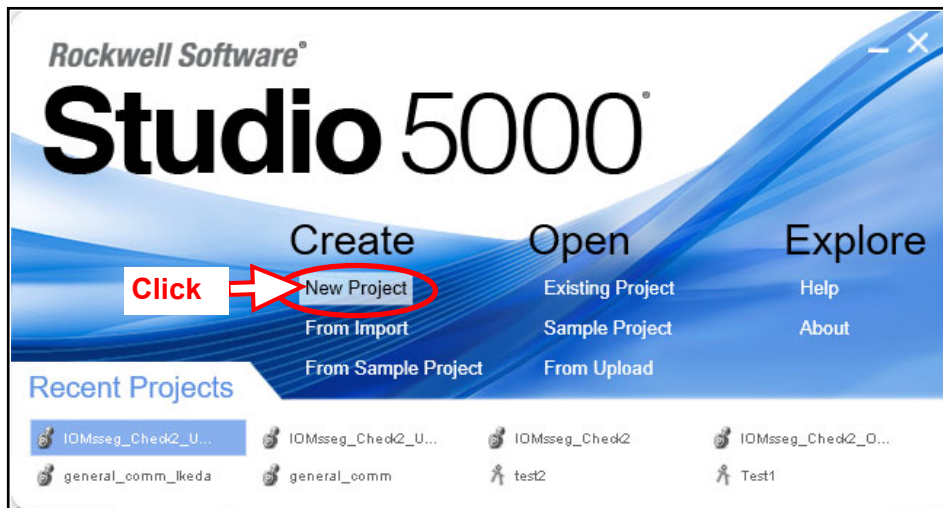 Rockwell Software®
Studio 5000®
Create Open Explore
Click New Project Existing Project Help
From Import Sample Project About
From Sample Project From Upload
Recent Projects
IOMsseg_Check2_U... IOMsseg_Check2_U... IOMsseg_Check2 IOMsseg_Check2_O...
general_comm_Ikeda general_comm test2 Test1